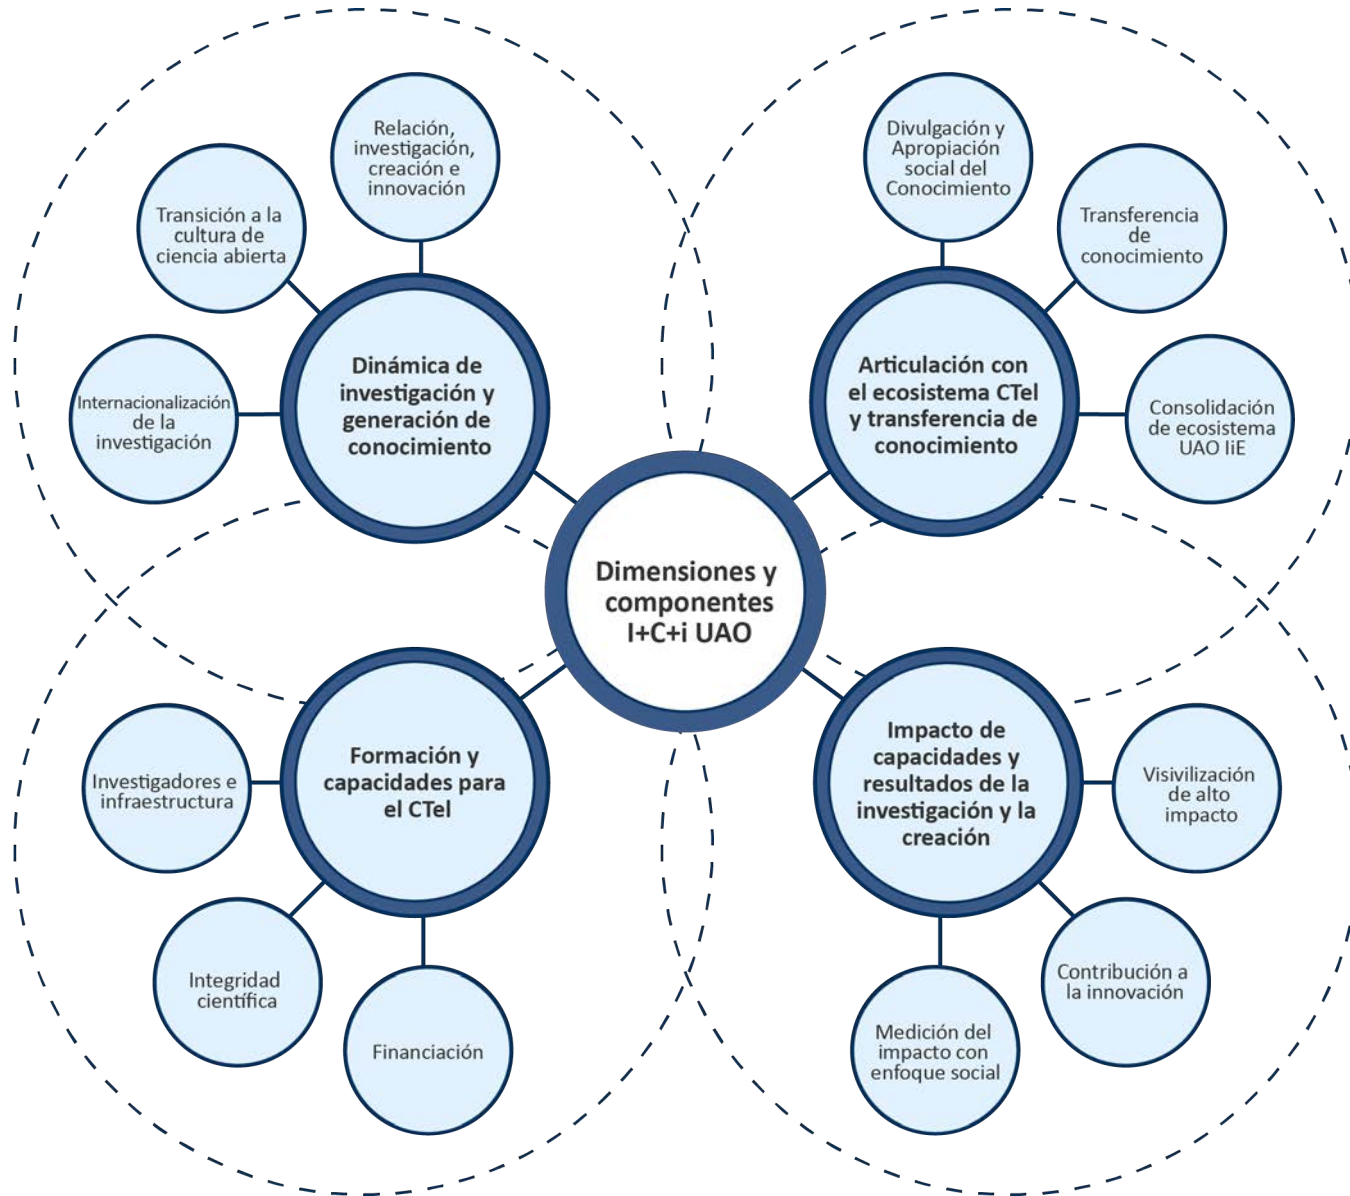 Relación,
investigación,
creación e
innovación
Transición a la
cultura de
ciencia abierta
Internacionalización
de la
investigación
Dinámica de
investigación y
generación de
conocimiento
Divulgación y
Apropiación
social del
Conocimiento
Transferencia
de
conocimiento
Consolidación
de ecosistema
UAO IiE
Articulación con
el ecosistema CTel
y transferencia de
conocimiento
Dimensiones y
componentes
I+C+i UAO
Formación y
capacidades para
el CTel
Investigadores e
infraestructura
Integridad
científica
Financiación
Impacto de
capacidades y
resultados de la
investigación y la
creación
Visivilización
de alto
impacto
Contribución a
la innovación
Medición del
impacto con
enfoque social